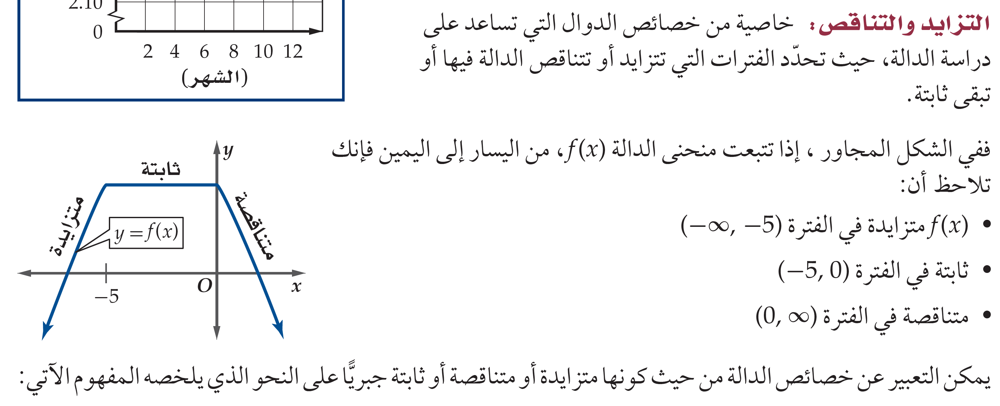 التزايد والتناقص: خاصية من خصائص الدوال التي تساعد على
دراسة الدالة، حيث تحدّد الفترات التي تتزايد أو تتناقص الدالة فيها أو
تبقى ثابتة.
2.10
0
2 4 6 8 10 12
(الشهر)
ففي الشكل المجاور ، إذا تتبعت منحنى الدالة f(x)، من اليسار إلى اليمين فإنك
تلاحظ أن:
• f(x) متزايدة في الفترة (−∞, −5)
• ثابتة في الفترة (−5, 0)
• متناقصة في الفترة (0, ∞)
y
ثابتة
متزايدة
متناقصة
y = f(x)
O
x
−5
يمكن التعبير عن خصائص الدالة من حيث كونها متزايدة أو متناقصة أو ثابتة جبريًّا على النحو الذي يلخصه المفهوم الآتي: